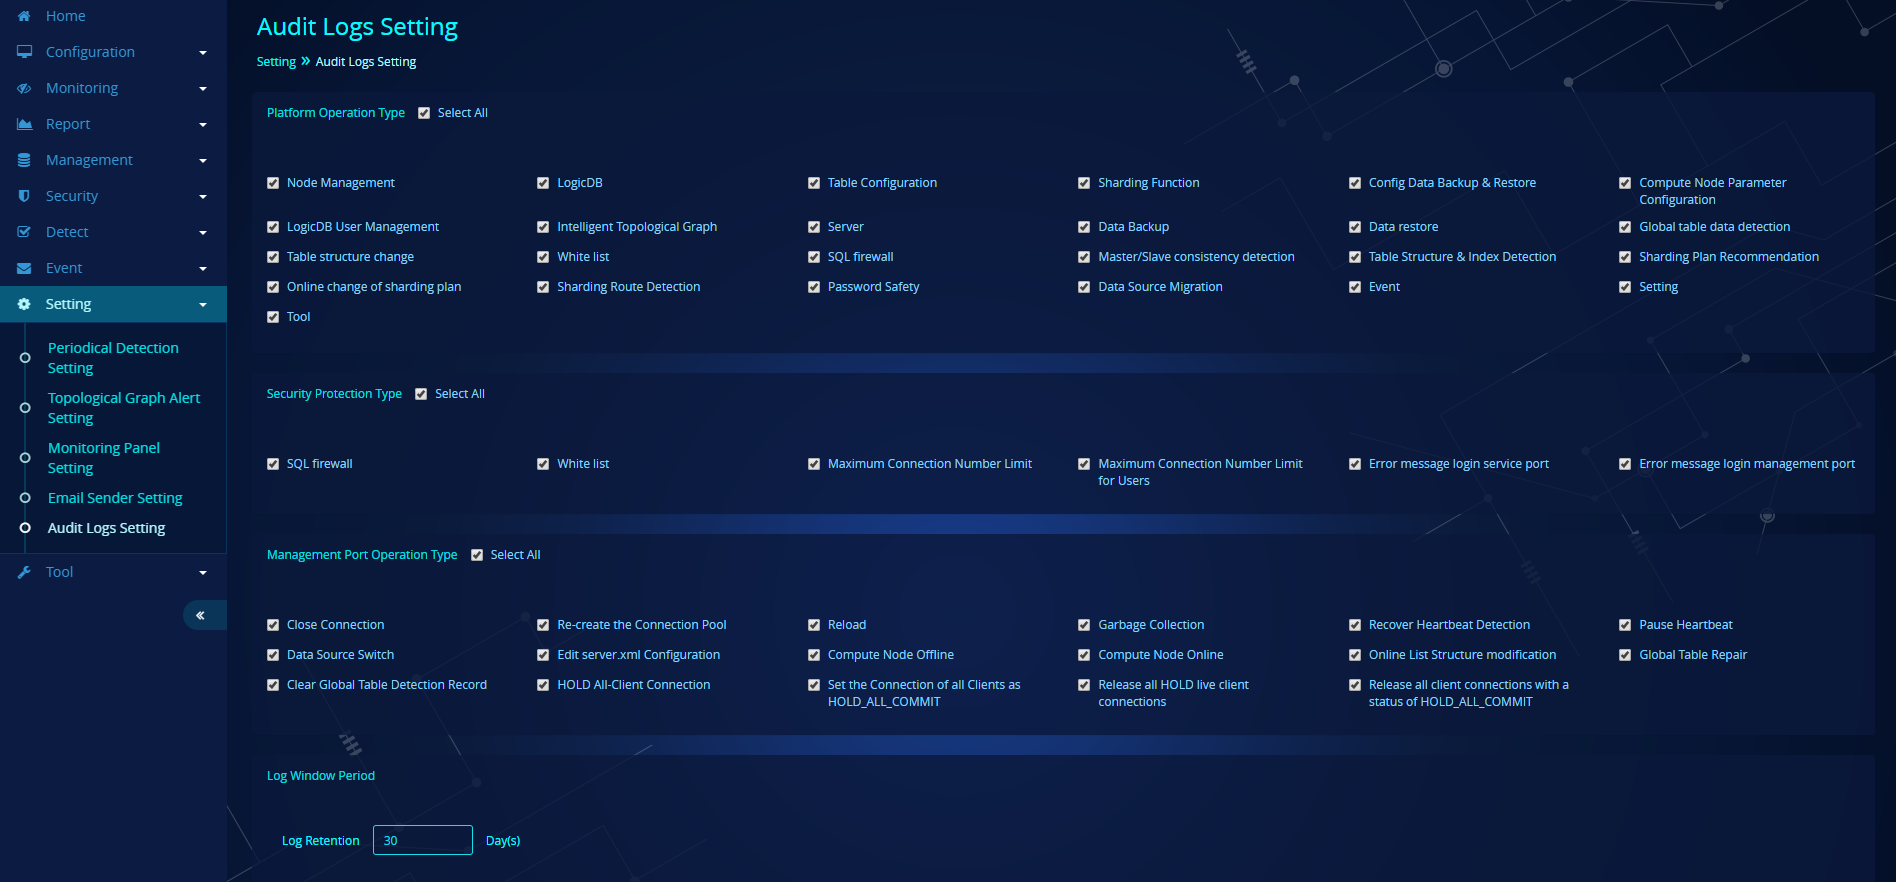 Home
Configuration
Monitoring
Report
Management
Security
Detect
Event
Setting
Periodical Detection
Setting
Topological Graph Alert
Setting
Monitoring Panel
Setting
Email Sender Setting
Audit Logs Setting
Tool
Audit Logs Setting
Setting » Audit Logs Setting
Platform Operation Type Select All
Node Management
LogicDB
Table Configuration
Sharding Function
Config Data Backup & Restore
Compute Node Parameter
Configuration
LogicDB User Management
Intelligent Topological Graph
Server
Data Backup
Data restore
Global table data detection
Table structure change
White list
SQL firewall
Master/Slave consistency detection
Table Structure & Index Detection
Sharding Plan Recommendation
Online change of sharding plan
Sharding Route Detection
Password Safety
Data Source Migration
Event
Setting
Tool
Security Protection Type Select All
SQL firewall
White list
Maximum Connection Number Limit
Maximum Connection Number Limit
for Users
Error message login service port
Error message login management port
Management Port Operation Type Select All
Close Connection
Re-create the Connection Pool
Reload
Garbage Collection
Recover Heartbeat Detection
Pause Heartbeat
Data Source Switch
Edit server.xml Configuration
Compute Node Offline
Compute Node Online
Online List Structure modification
Global Table Repair
Clear Global Table Detection Record
HOLD All-Client Connection
Set the Connection of all Clients as
HOLD_ALL_COMMIT
Release all HOLD live client
connections
Release all client connections with a
status of HOLD_ALL_COMMIT
Log Window Period
Log Retention 30 Day(s)